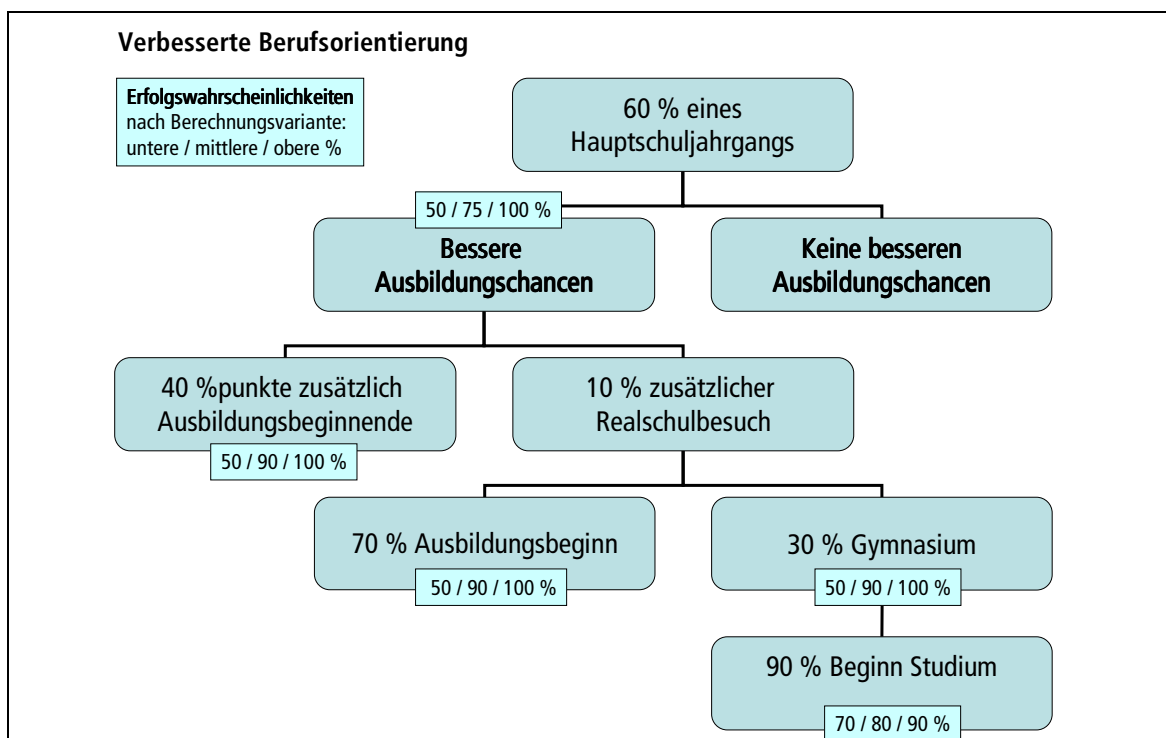 Verbesserte Berufsorientierung
Erfolgswahrscheinlichkeiten
nach Berechnungsvariante:
untere / mittlere / obere %
60 % eines
Hauptschuljahrgangs
50 / 75 / 100 %
Bessere
Ausbildungschancen
Keine besseren
Ausbildungschancen
40 %punkte zusätzlich
Ausbildungsbeginnende
50 / 90 / 100 %
10 % zusätzlicher
Realschulbesuch
70 % Ausbildungsbeginn
50 / 90 / 100 %
30 % Gymnasium
50 / 90 / 100 %
90 % Beginn Studium
70 / 80 / 90 %